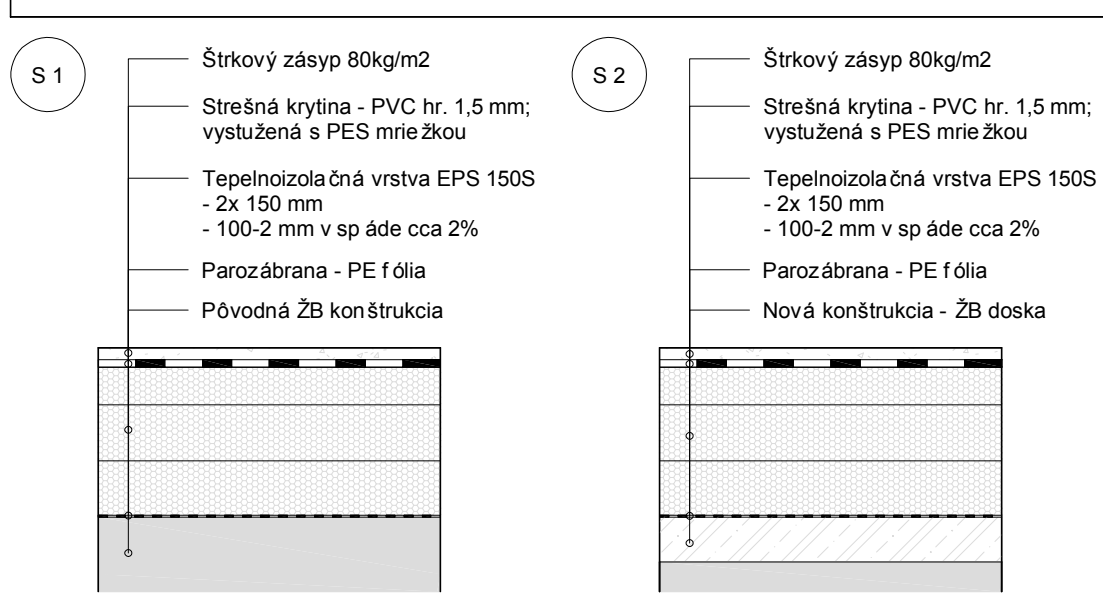 S 1
Štrkový zásyp 80kg/m2
Strešná krytina - PVC hr. 1,5 mm;
vystužená s PES mriežkou
Tepelnoizolačná vrstva EPS 150S
- 2x 150 mm
- 100-2 mm v spáde cca 2%
Parozábrana - PE fólia
Pôvodná ŽB konštrukcia
S 2
Štrkový zásyp 80kg/m2
Strešná krytina - PVC hr. 1,5 mm;
vystužená s PES mriežkou
Tepelnoizolačná vrstva EPS 150S
- 2x 150 mm
- 100-2 mm v spáde cca 2%
Parozábrana - PE fólia
Nová konštrukcia - ŽB doska